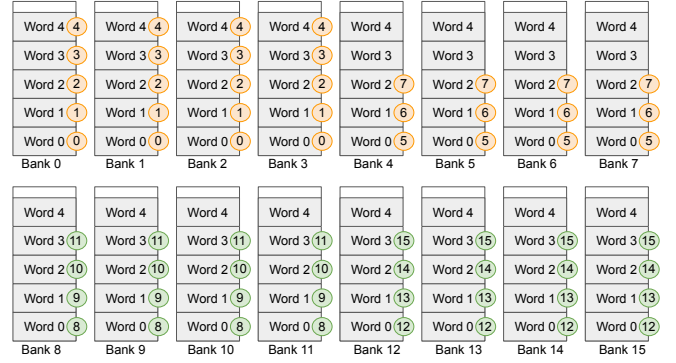 Word 4 4 Word 4 4 Word 4 4 Word 4 4 Word 4 Word 4 Word 4 Word 4
Word 3 3 Word 3 3 Word 3 3 Word 3 3 Word 3 Word 3 Word 3 Word 3
Word 2 2 Word 2 2 Word 2 2 Word 2 2 Word 2 7 Word 2 7 Word 2 7 Word 2 7
Word 1 1 Word 1 1 Word 1 1 Word 1 1 Word 1 6 Word 1 6 Word 1 6 Word 1 6
Word 0 0 Word 0 0 Word 0 0 Word 0 0 Word 0 5 Word 0 5 Word 0 5 Word 0 5
Bank 0 Bank 1 Bank 2 Bank 3 Bank 4 Bank 5 Bank 6 Bank 7
Word 4 Word 4 Word 4 Word 4 Word 4 Word 4 Word 4 Word 4
Word 3 11 Word 3 11 Word 3 11 Word 3 11 Word 3 15 Word 3 15 Word 3 15 Word 3 15
Word 2 10 Word 2 10 Word 2 10 Word 2 10 Word 2 14 Word 2 14 Word 2 14 Word 2 14
Word 1 9 Word 1 9 Word 1 9 Word 1 9 Word 1 13 Word 1 13 Word 1 13 Word 1 13
Word 0 8 Word 0 8 Word 0 8 Word 0 8 Word 0 12 Word 0 12 Word 0 12 Word 0 12
Bank 8 Bank 9 Bank 10 Bank 11 Bank 12 Bank 13 Bank 14 Bank 15